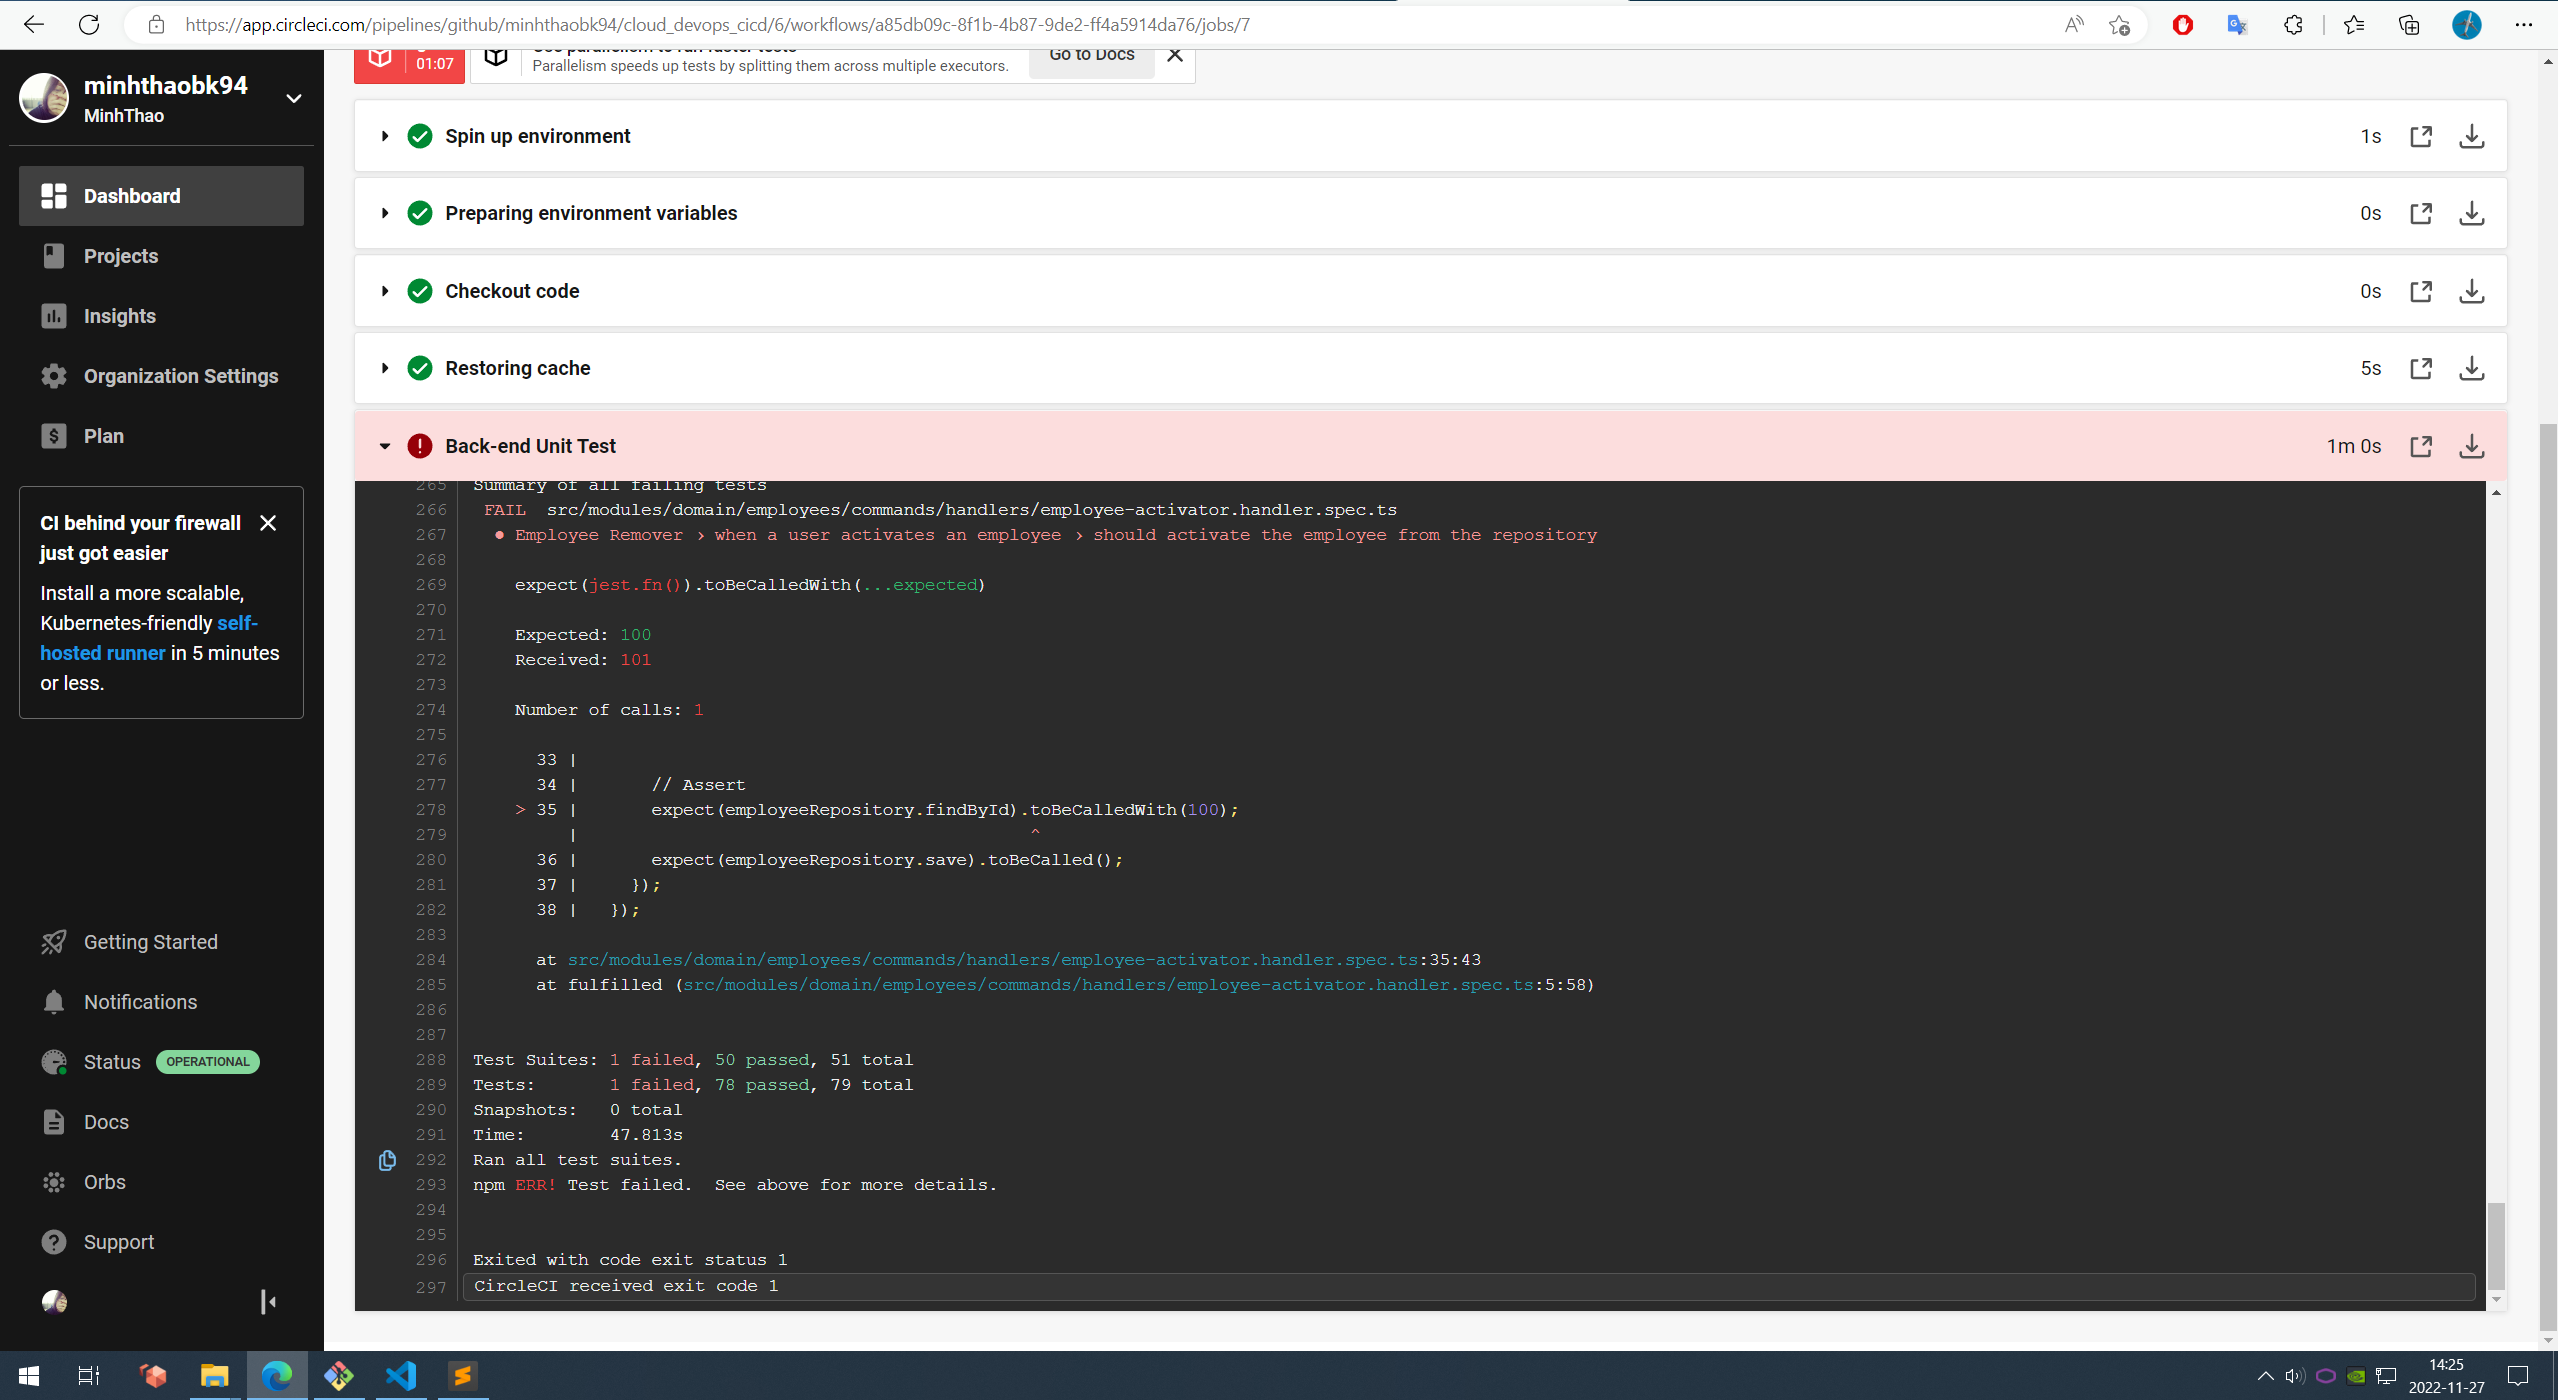 https://app.circleci.com/pipelines/github/minhthaobk94/cloud_devops_cicd/6/workflows/a85db09c-8f1b-4b87-9de2-ff4a5914da76/jobs/7
minhthaobk94
MinhThao
Dashboard
Projects
Insights
Organization Settings
Plan
CI behind your firewall
just got easier
Install a more scalable,
Kubernetes-friendly self-
hosted runner in 5 minutes
or less.
Getting Started
Notifications
Status OPERATIONAL
Docs
Orbs
Support
01:07
Use parallelism to run faster tests
Parallelism speeds up tests by splitting them across multiple executors.
Go to Docs
Spin up environment 1s
Preparing environment variables 0s
Checkout code 0s
Restoring cache 5s
Back-end Unit Test 1m 0s
265 Summary of all failing tests
266 FAIL src/modules/domain/employees/commands/handlers/employee-activator.handler.spec.ts
267 ● Employee Remover › when a user activates an employee › should activate the employee from the repository
268
269 expect(jest.fn()).toBeCalledWith(...expected)
270
271 Expected: 100
272 Received: 101
273
274 Number of calls: 1
275
276 33 |
277 34 | // Assert
278 > 35 | expect(employeeRepository.findById).toBeCalledWith(100);
279 | ^
280 36 | expect(employeeRepository.save).toBeCalled();
281 37 | });
282 38 | });
283
284 at src/modules/domain/employees/commands/handlers/employee-activator.handler.spec.ts:35:43
285 at fulfilled (src/modules/domain/employees/commands/handlers/employee-activator.handler.spec.ts:5:58)
286
287
288 Test Suites: 1 failed, 50 passed, 51 total
289 Tests: 1 failed, 78 passed, 79 total
290 Snapshots: 0 total
291 Time: 47.813s
292 Ran all test suites.
293 npm ERR! Test failed. See above for more details.
294
295
296 Exited with code exit status 1
297 CircleCI received exit code 1
14:25
2022-11-27